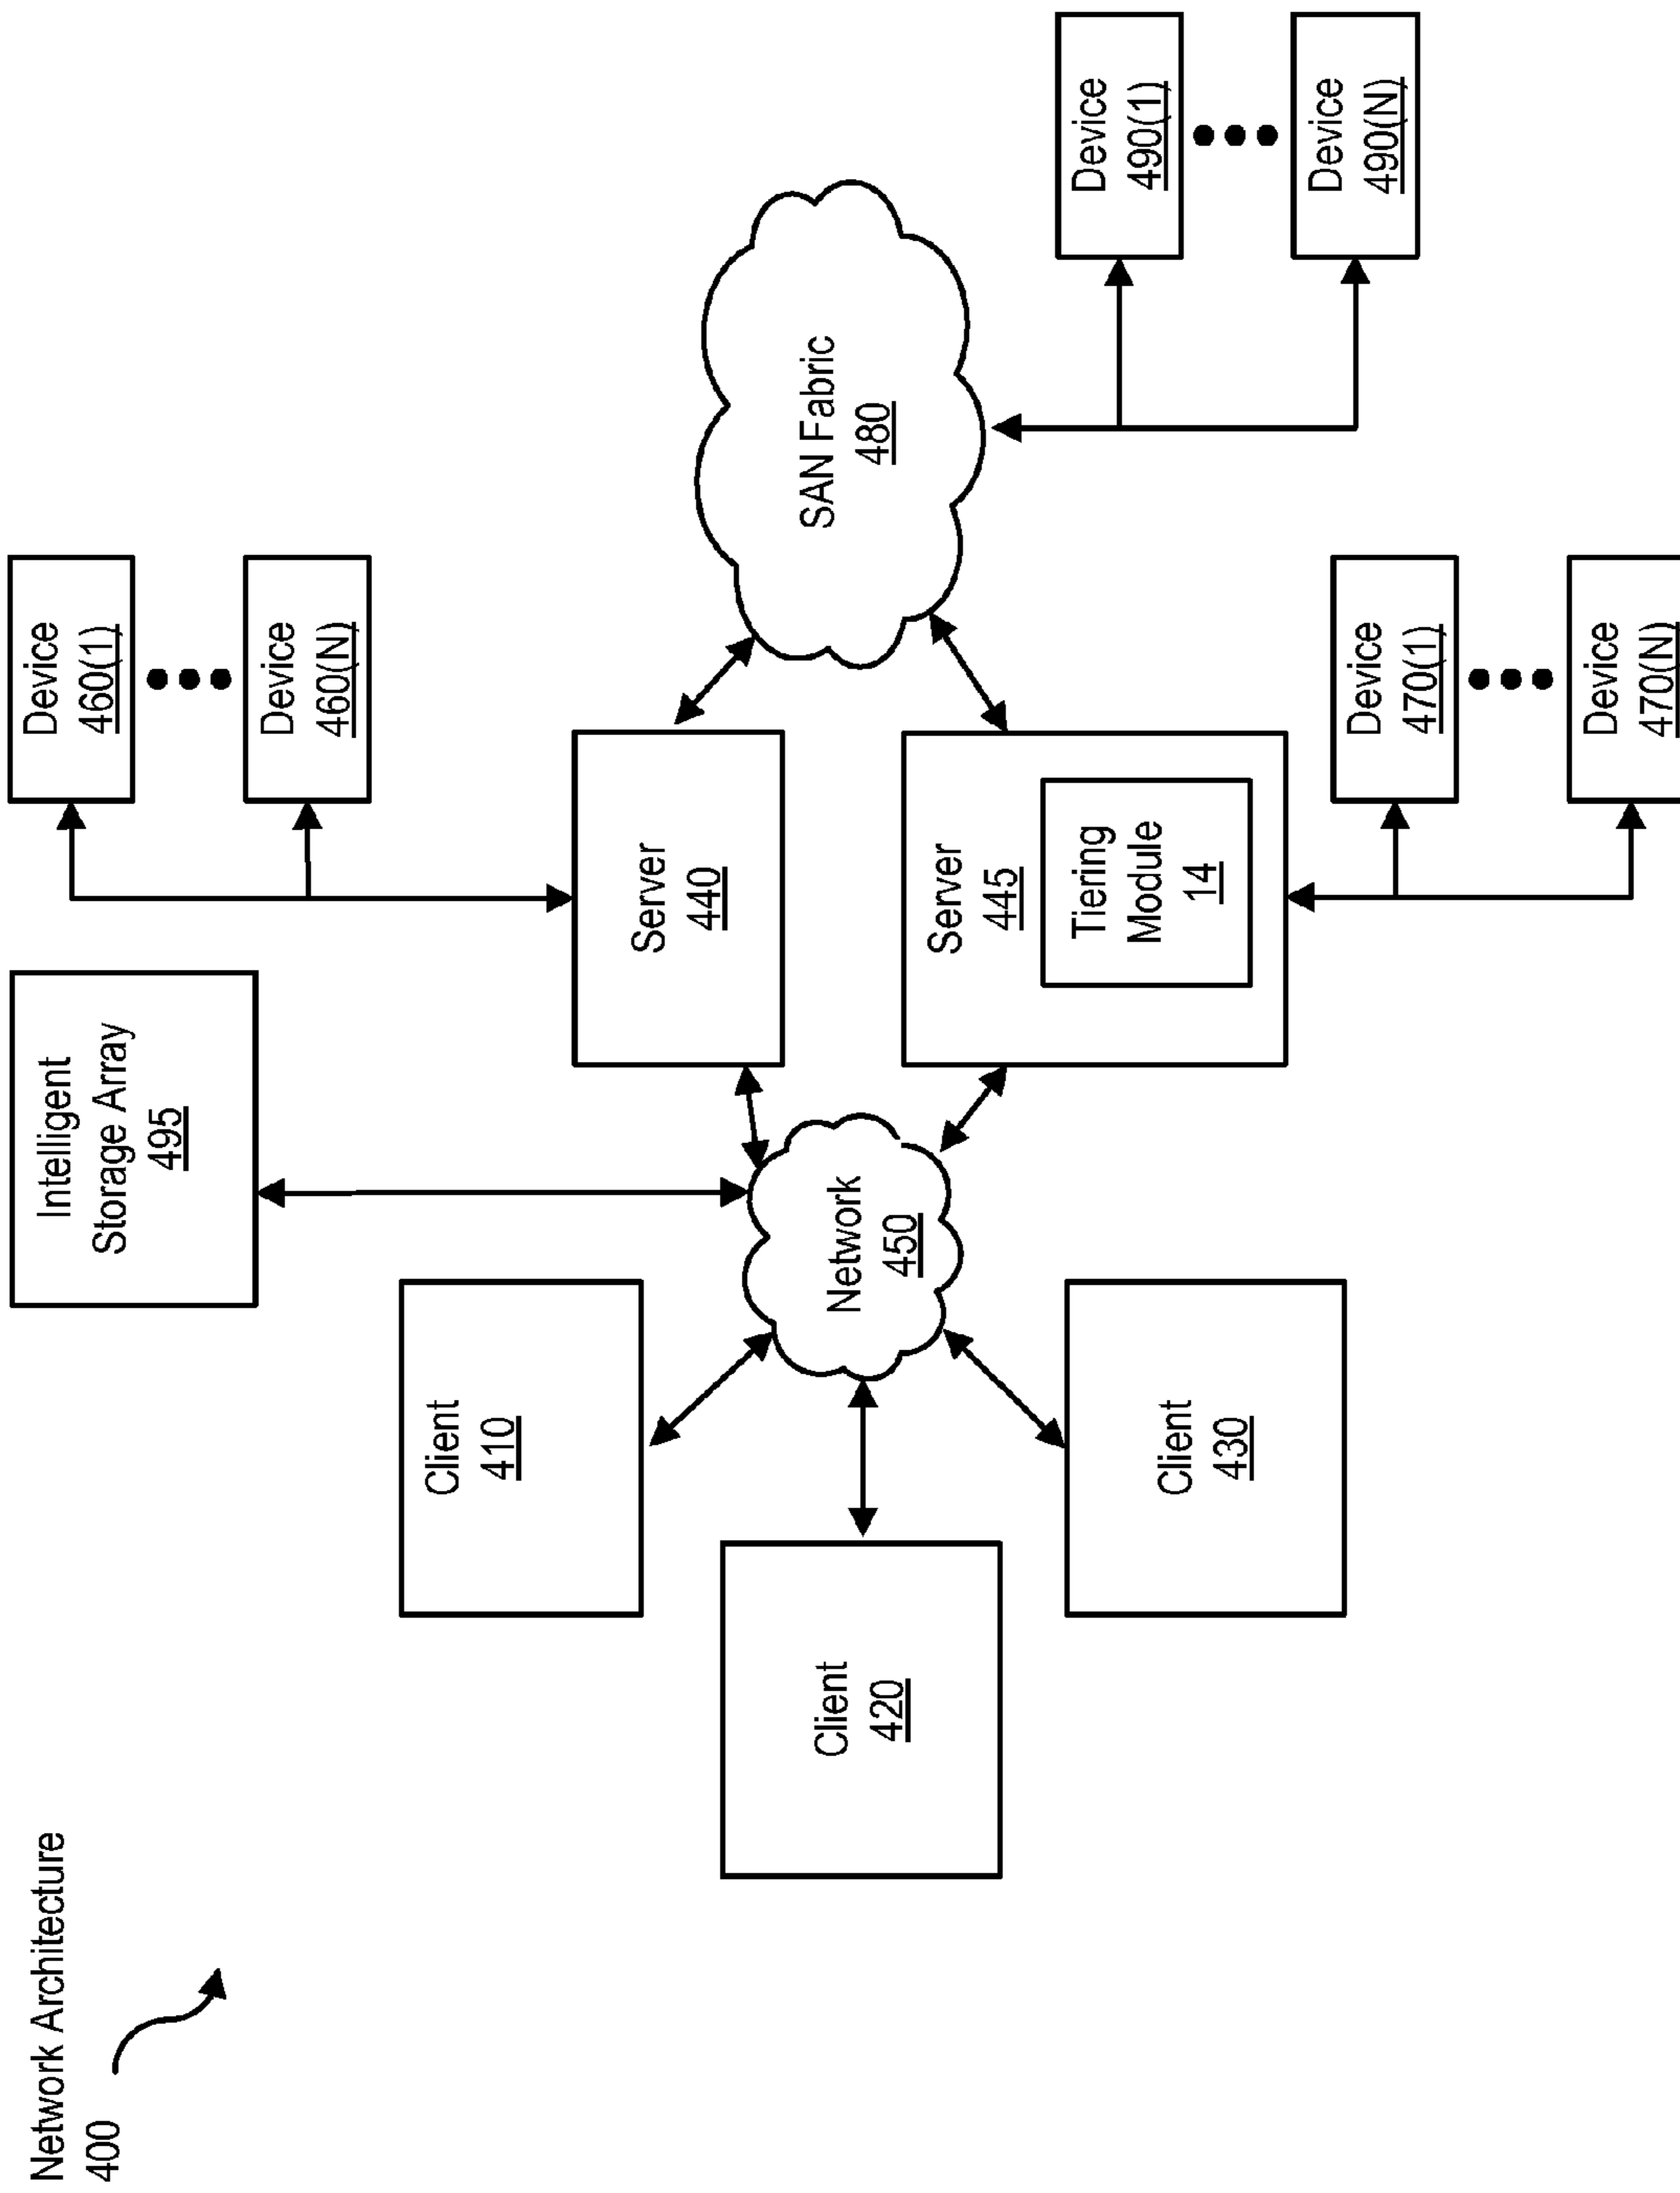 Network Architecture
400
Intelligent
Storage Array
495
Device
460(1)
Device
460(N)
Client
410
Server
440
Client
420
Network
450
SAN Fabric
480
Server
445
Tiering
Module
14
Client
430
Device
490(1)
Device
490(N)
Device
470(1)
Device
470(N)